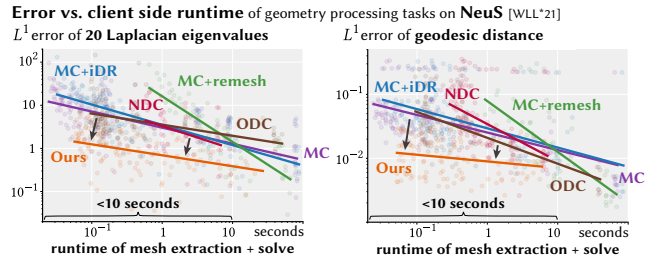 Error vs. client side runtime of geometry processing tasks on NeuS [WLL*21]
L¹ error of 20 Laplacian eigenvalues
10²
10
1
10⁻¹
MC+iDR
MC+remesh
NDC
ODC
MC
Ours
<10 seconds
10⁻¹
1
10
seconds
runtime of mesh extraction + solve
L¹ error of geodesic distance
10⁻¹
10⁻²
MC+iDR
NDC
MC+remesh
MC
Ours
ODC
<10 seconds
10⁻¹
1
10
seconds
runtime of mesh extraction + solve